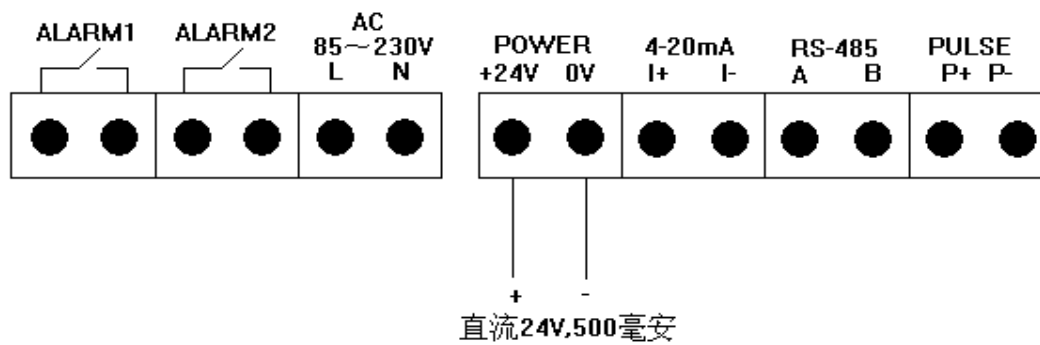 ALARM1 ALARM2 AC
85～230V
L N
POWER 4-20mA RS-485 PULSE
+24V 0V I+ I- A B P+ P-
+ -
直流24V,500毫安